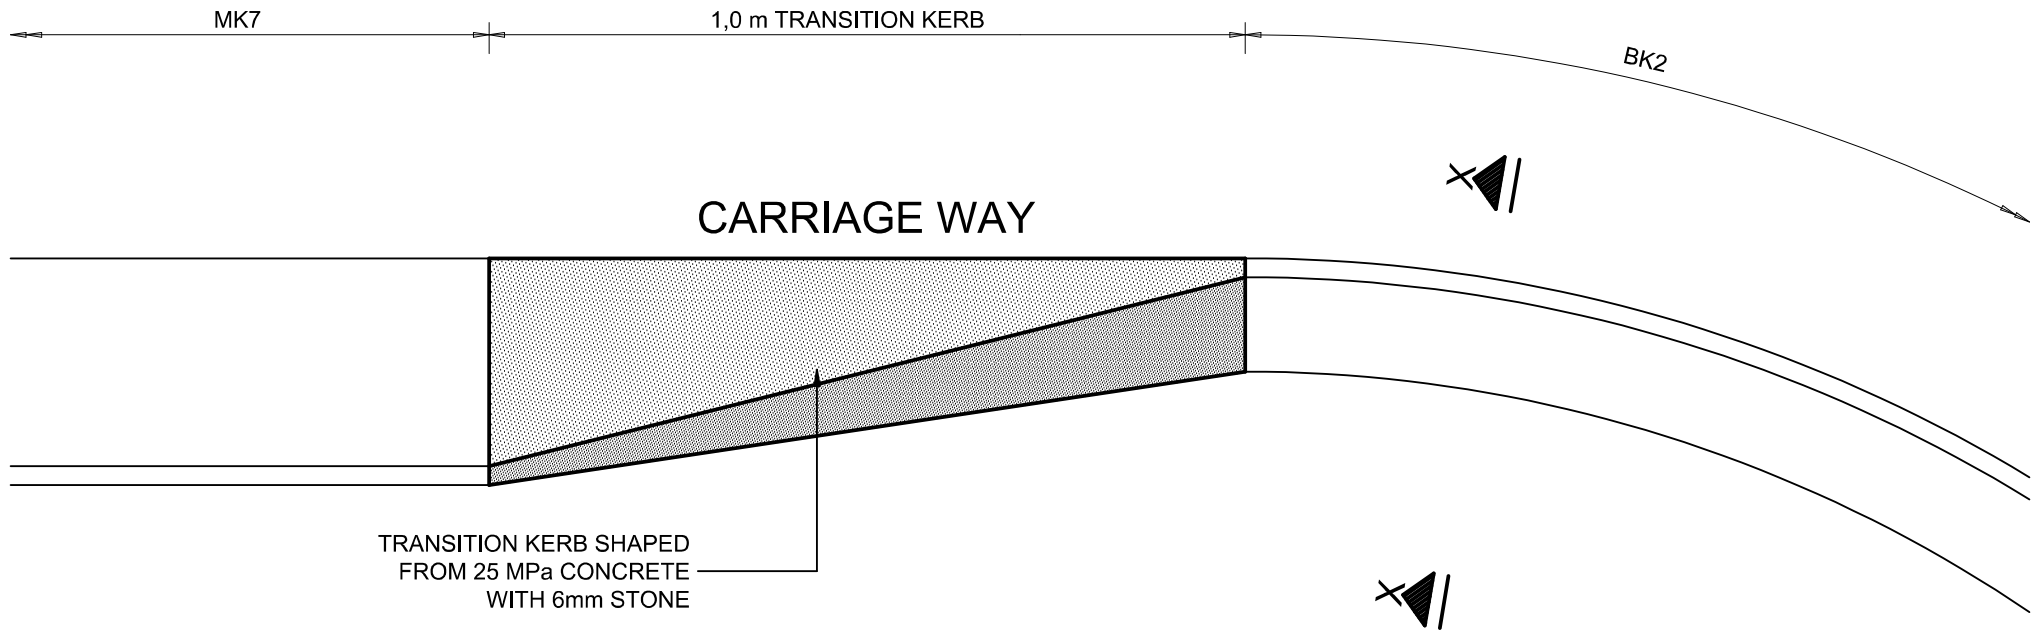 MK7
1,0 m TRANSITION KERB
BK2
X
CARRIAGE WAY
TRANSITION KERB SHAPED
FROM 25 MPa CONCRETE
WITH 6mm STONE
X